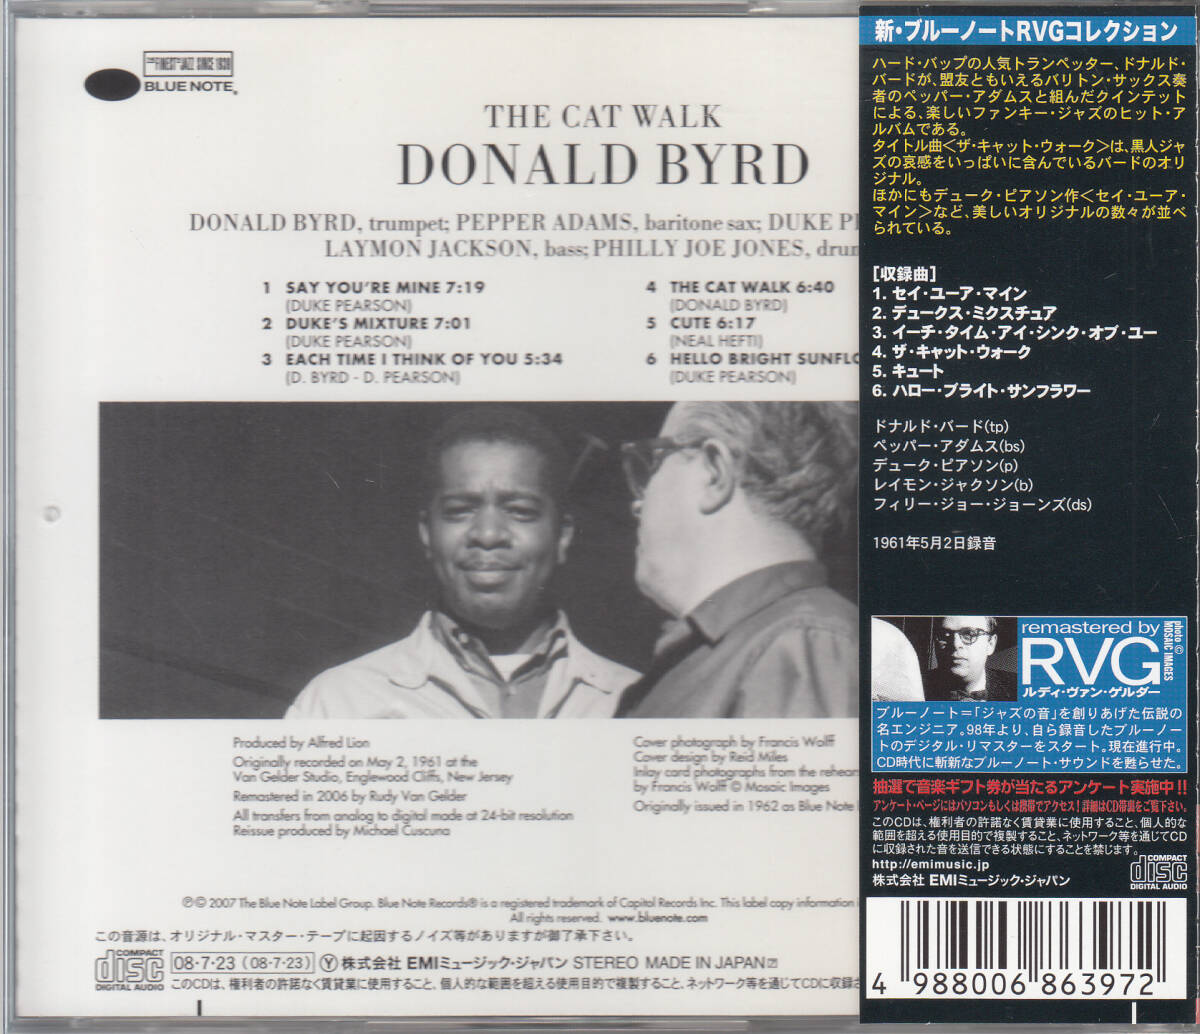 THE FINEST IN JAZZ SINCE 1939
BLUE NOTE®
THE CAT WALK
DONALD BYRD
DONALD BYRD, trumpet; PEPPER ADAMS, baritone sax; DUKE
LAYMON JACKSON, bass; PHILLY JOE JONES,
1 SAY YOU'RE MINE 7:19
(DUKE PEARSON)
2 DUKE'S MIXTURE 7:01
(DUKE PEARSON)
3 EACH TIME I THINK OF YOU 5:34
(D. BYRD - D. PEARSON)
4 THE CAT WALK 6:40
(DONALD BYRD)
5 CUTE 6:17
(NEAL HEFTI)
6 HELLO BRIGHT SUNFLO
(DUKE PEARSON)
Produced by Alfred Lion
Originally recorded on May 2, 1961 at the
Van Gelder Studio, Englewood Cliffs, New Jersey
Remastered in 2006 by Rudy Van Gelder
All transfers from analog to digital made at 24-bit resolution
Reissue produced by Michael Cuscuna
Cover photograph by Francis Wolff
Cover design by Reid Miles
Inlay card photographs from the rehears
by Francis Wolff © Mosaic Images
Originally issued in 1962 as Blue Note
℗© 2007 The Blue Note Label Group. Blue Note Records® is a registered trademark of Capitol Records Inc. This label copy information
All rights reserved. www.bluenote.com
この音源は、オリジナル・マスター・テープに起因するノイズ等がありますが御了承下さい。
COMPACT disc DIGITAL AUDIO
08・7・23 (08・7・23) Ⓨ 株式会社 EMIミュージック・ジャパン STEREO MADE IN JAPAN
このCDは、権利者の許諾なく賃貸業に使用すること、個人的な範囲を超える使用目的で複製すること、ネットワーク等を通じてCDに収録さ
新・ブルーノートRVGコレクション
ハード・バップの人気トランペッター、ドナルド・
バードが、盟友ともいえるバリトン・サックス奏
者のペッパー・アダムスと組んだクインテット
による、楽しいファンキー・ジャズのヒット・ア
ルバムである。
タイトル曲<ザ・キャット・ウォーク>は、黒人ジャ
ズの哀感をいっぱいに含んでいるバードのオリ
ジナル。
ほかにもデューク・ピアソン作<セイ・ユーア・
マイン>など、美しいオリジナルの数々が並べ
られている。
[収録曲]
1. セイ・ユーア・マイン
2. デュークス・ミクスチュア
3. イーチ・タイム・アイ・シンク・オブ・ユー
4. ザ・キャット・ウォーク
5. キュート
6. ハロー・ブライト・サンフラワー
ドナルド・バード(tp)
ペッパー・アダムス(bs)
デューク・ピアソン(p)
レイモン・ジャクソン(b)
フィリー・ジョー・ジョーンズ(ds)
1961年5月2日録音
remastered by
RVG
ルディ・ヴァン・ゲルダー
photo ©
MOSAIC IMAGES
ブルーノート=「ジャズの音」を創りあげた伝説の
名エンジニア。98年より、自ら録音したブルーノー
トのデジタル・リマスターをスタート。現在進行中。
CD時代に斬新なブルーノート・サウンドを甦らせた。
抽選で音楽ギフト券が当たるアンケート実施中!!
アンケート・ページにはパソコンもしくは携帯でアクセス!詳細はCD帯裏をご覧下さい。
このCDは、権利者の許諾なく賃貸業に使用すること、個人的な
範囲を超える使用目的で複製すること、ネットワーク等を通じてCD
に収録された音を送信できる状態にすることを禁じます。
http://emimusic.jp
株式会社 EMIミュージック・ジャパン
COMPACT disc DIGITAL AUDIO
4 988006 863972